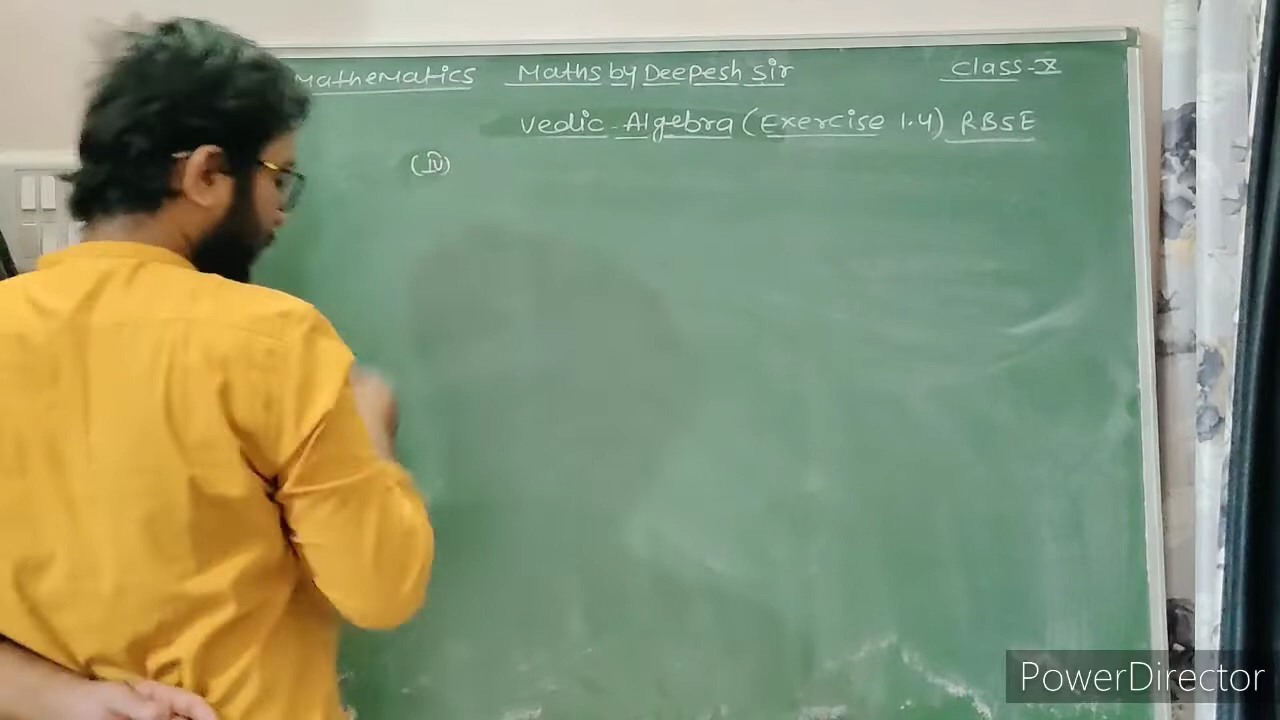 Mathematics Maths by Deepesh Sir Class-X
Vedic-Algebra (Exercise 1.4) RBSE
(iv)
PowerDirector